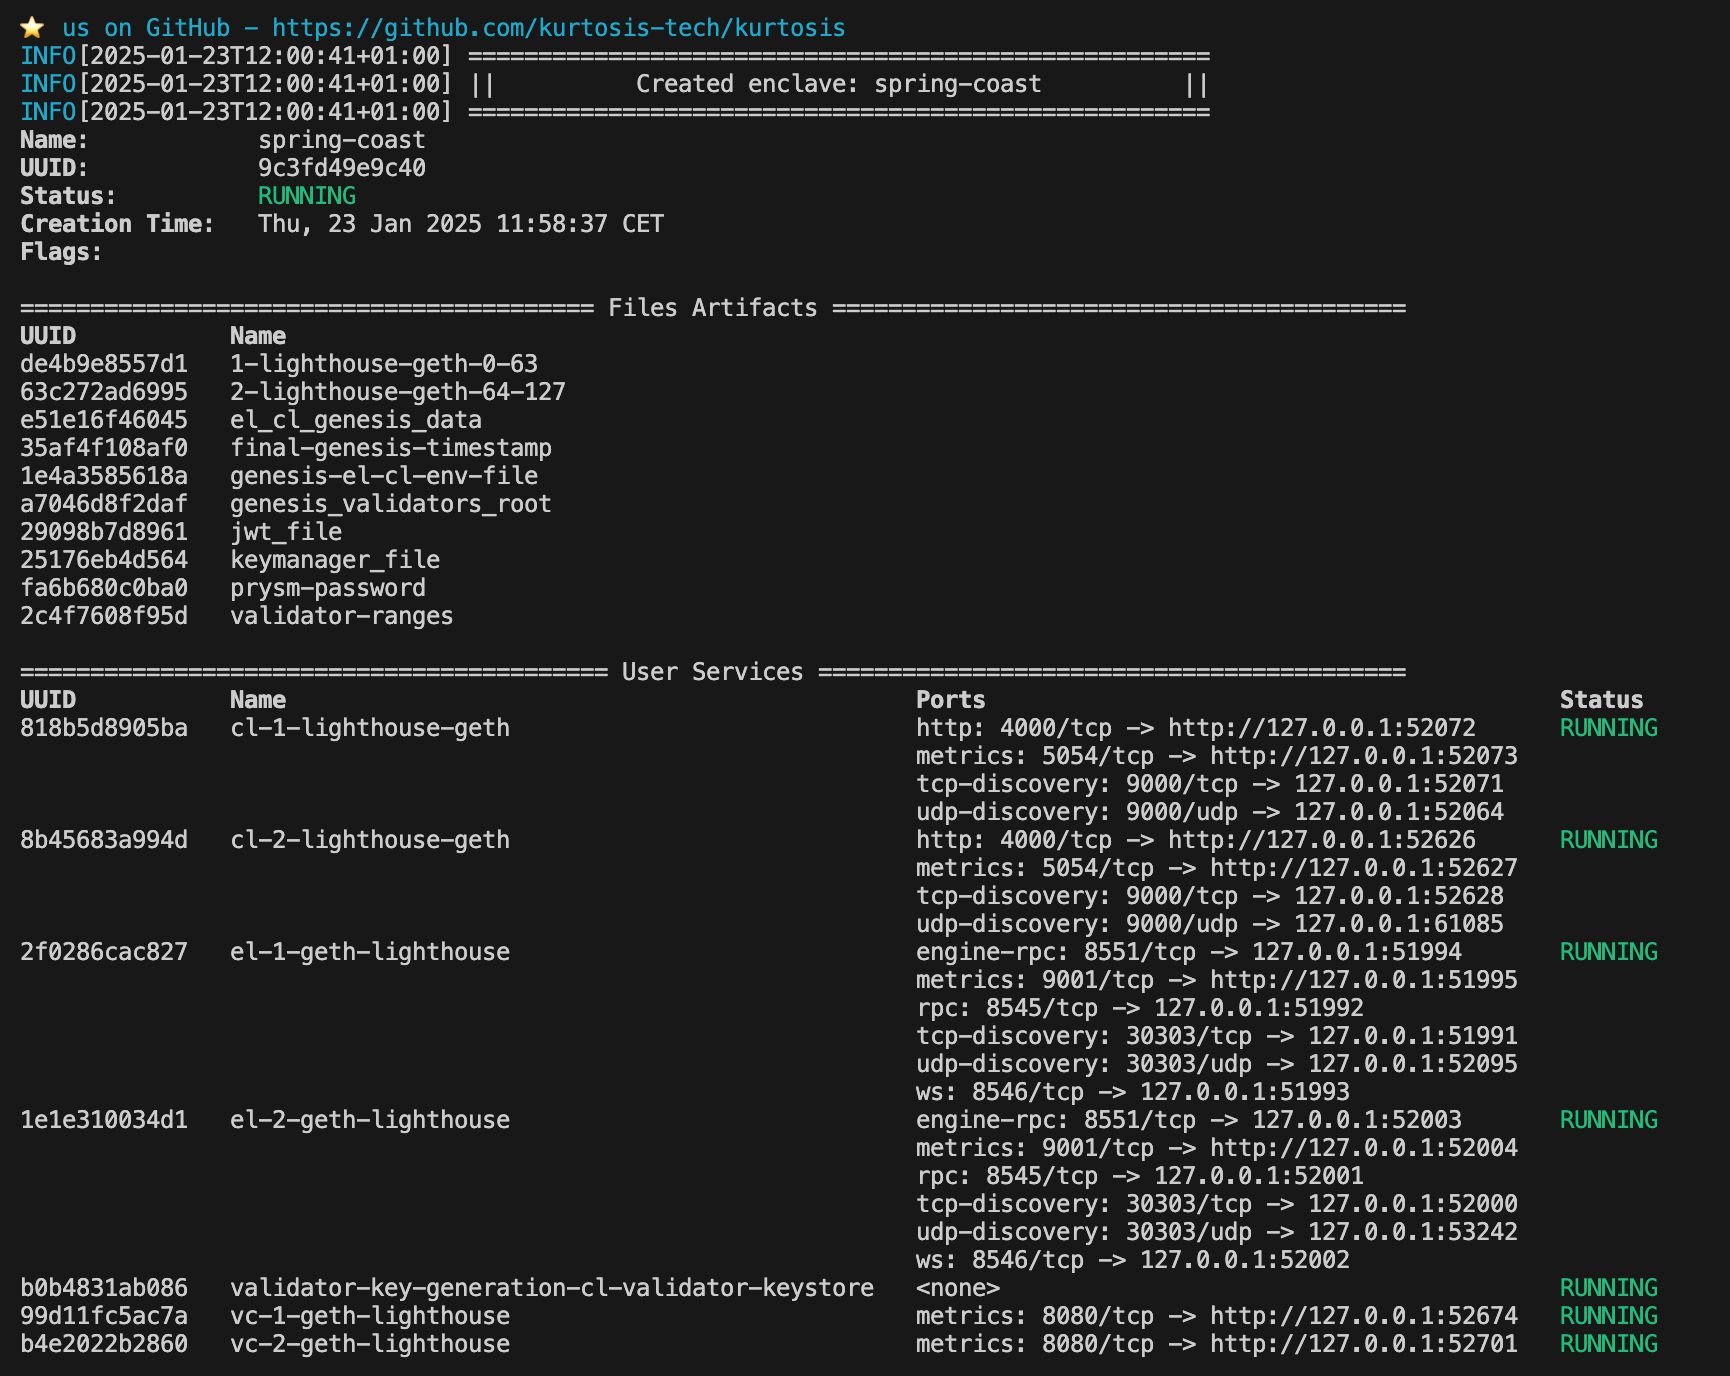 ⭐ us on GitHub - https://github.com/kurtosis-tech/kurtosis
INFO[2025-01-23T12:00:41+01:00] =====================================================
INFO[2025-01-23T12:00:41+01:00] ||          Created enclave: spring-coast          ||
INFO[2025-01-23T12:00:41+01:00] =====================================================
Name:            spring-coast
UUID:            9c3fd49e9c40
Status:          RUNNING
Creation Time:   Thu, 23 Jan 2025 11:58:37 CET
Flags:

========================================= Files Artifacts =========================================
UUID           Name
de4b9e8557d1   1-lighthouse-geth-0-63
63c272ad6995   2-lighthouse-geth-64-127
e51e16f46045   el_cl_genesis_data
35af4f108af0   final-genesis-timestamp
1e4a3585618a   genesis-el-cl-env-file
a7046d8f2daf   genesis_validators_root
29098b7d8961   jwt_file
25176eb4d564   keymanager_file
fa6b680c0ba0   prysm-password
2c4f7608f95d   validator-ranges

========================================== User Services ==========================================
UUID           Name                                             Ports                                         Status
818b5d8905ba   cl-1-lighthouse-geth                             http: 4000/tcp -> http://127.0.0.1:52072      RUNNING
                                                                metrics: 5054/tcp -> http://127.0.0.1:52073
                                                                tcp-discovery: 9000/tcp -> 127.0.0.1:52071
                                                                udp-discovery: 9000/udp -> 127.0.0.1:52064
8b45683a994d   cl-2-lighthouse-geth                             http: 4000/tcp -> http://127.0.0.1:52626      RUNNING
                                                                metrics: 5054/tcp -> http://127.0.0.1:52627
                                                                tcp-discovery: 9000/tcp -> 127.0.0.1:52628
                                                                udp-discovery: 9000/udp -> 127.0.0.1:61085
2f0286cac827   el-1-geth-lighthouse                             engine-rpc: 8551/tcp -> 127.0.0.1:51994       RUNNING
                                                                metrics: 9001/tcp -> http://127.0.0.1:51995
                                                                rpc: 8545/tcp -> 127.0.0.1:51992
                                                                tcp-discovery: 30303/tcp -> 127.0.0.1:51991
                                                                udp-discovery: 30303/udp -> 127.0.0.1:52095
                                                                ws: 8546/tcp -> 127.0.0.1:51993
1e1e310034d1   el-2-geth-lighthouse                             engine-rpc: 8551/tcp -> 127.0.0.1:52003       RUNNING
                                                                metrics: 9001/tcp -> http://127.0.0.1:52004
                                                                rpc: 8545/tcp -> 127.0.0.1:52001
                                                                tcp-discovery: 30303/tcp -> 127.0.0.1:52000
                                                                udp-discovery: 30303/udp -> 127.0.0.1:53242
                                                                ws: 8546/tcp -> 127.0.0.1:52002
b0b4831ab086   validator-key-generation-cl-validator-keystore   <none>                                        RUNNING
99d11fc5ac7a   vc-1-geth-lighthouse                             metrics: 8080/tcp -> http://127.0.0.1:52674   RUNNING
b4e2022b2860   vc-2-geth-lighthouse                             metrics: 8080/tcp -> http://127.0.0.1:52701   RUNNING